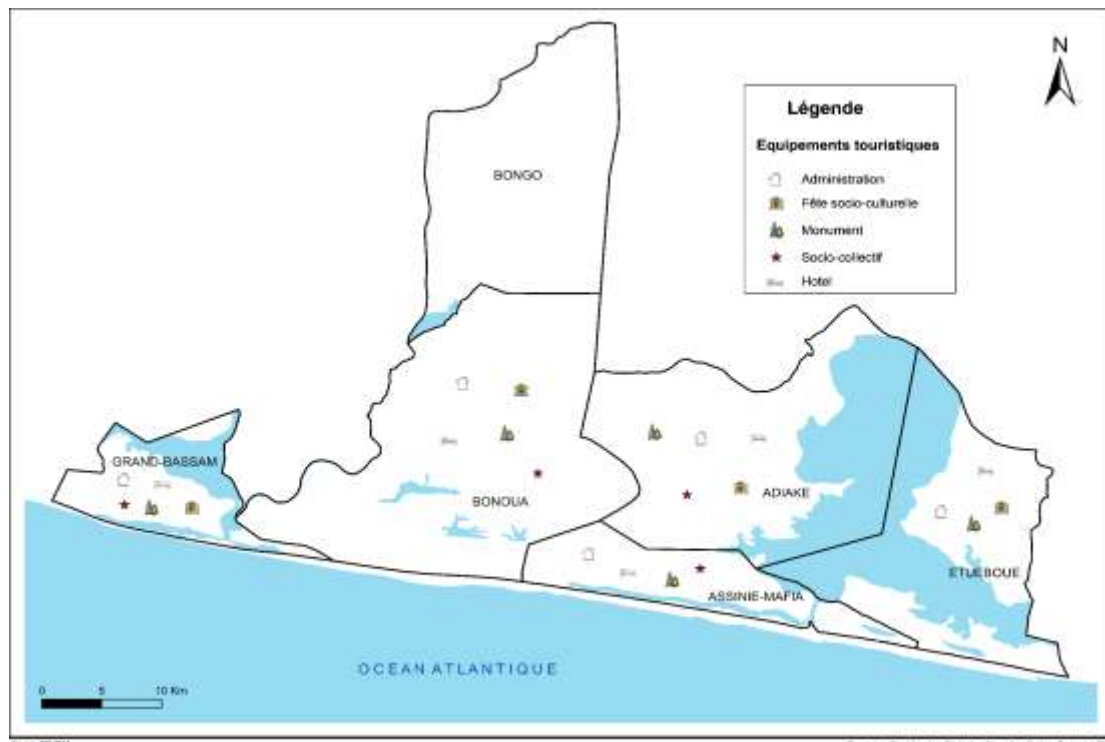 N
Légende
Equipements touristiques
Administration
Fête socio-culturelle
Monument
Socio-collectif
Hotel
BONGO
GRAND-BASSAM
BONOUA
ADIAKE
ETUEBOUE
ASSINIE-MAFIA
OCEAN ATLANTIQUE
0 5 10 Km